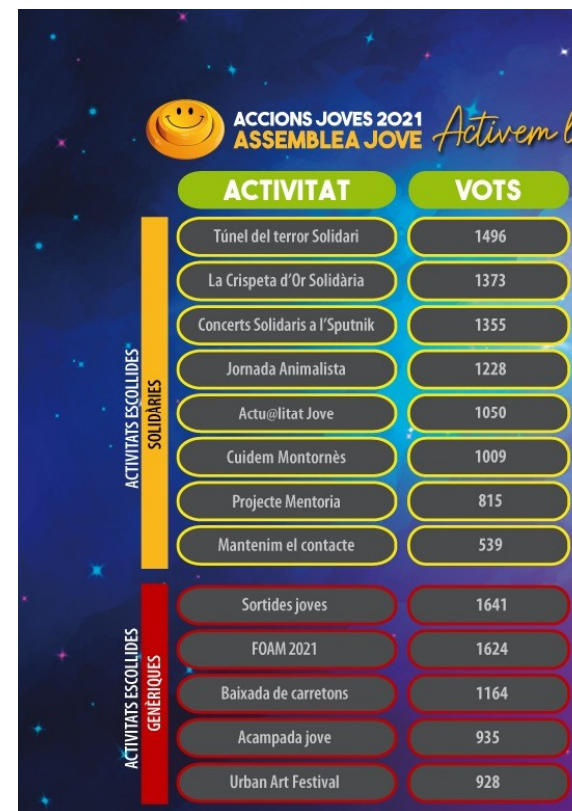 ACCIONS JOVES 2021
ASSEMBLEA JOVE
Activem
ACTIVITAT VOTS
ACTIVITATS ESCOLLIDES
SOLIDÀRIES
Túnel del terror Solidari 1496
La Crispeta d'Or Solidària 1373
Concerts Solidaris a l'Sputnik 1355
Jornada Animalista 1228
Actu@litat Jove 1050
Cuidem Montornès 1009
Projecte Mentoria 815
Mantenim el contacte 539
ACTIVITATS ESCOLLIDES
GENÈRIQUES
Sortides joves 1641
FOAM 2021 1624
Baixada de carretons 1164
Acampada jove 935
Urban Art Festival 928